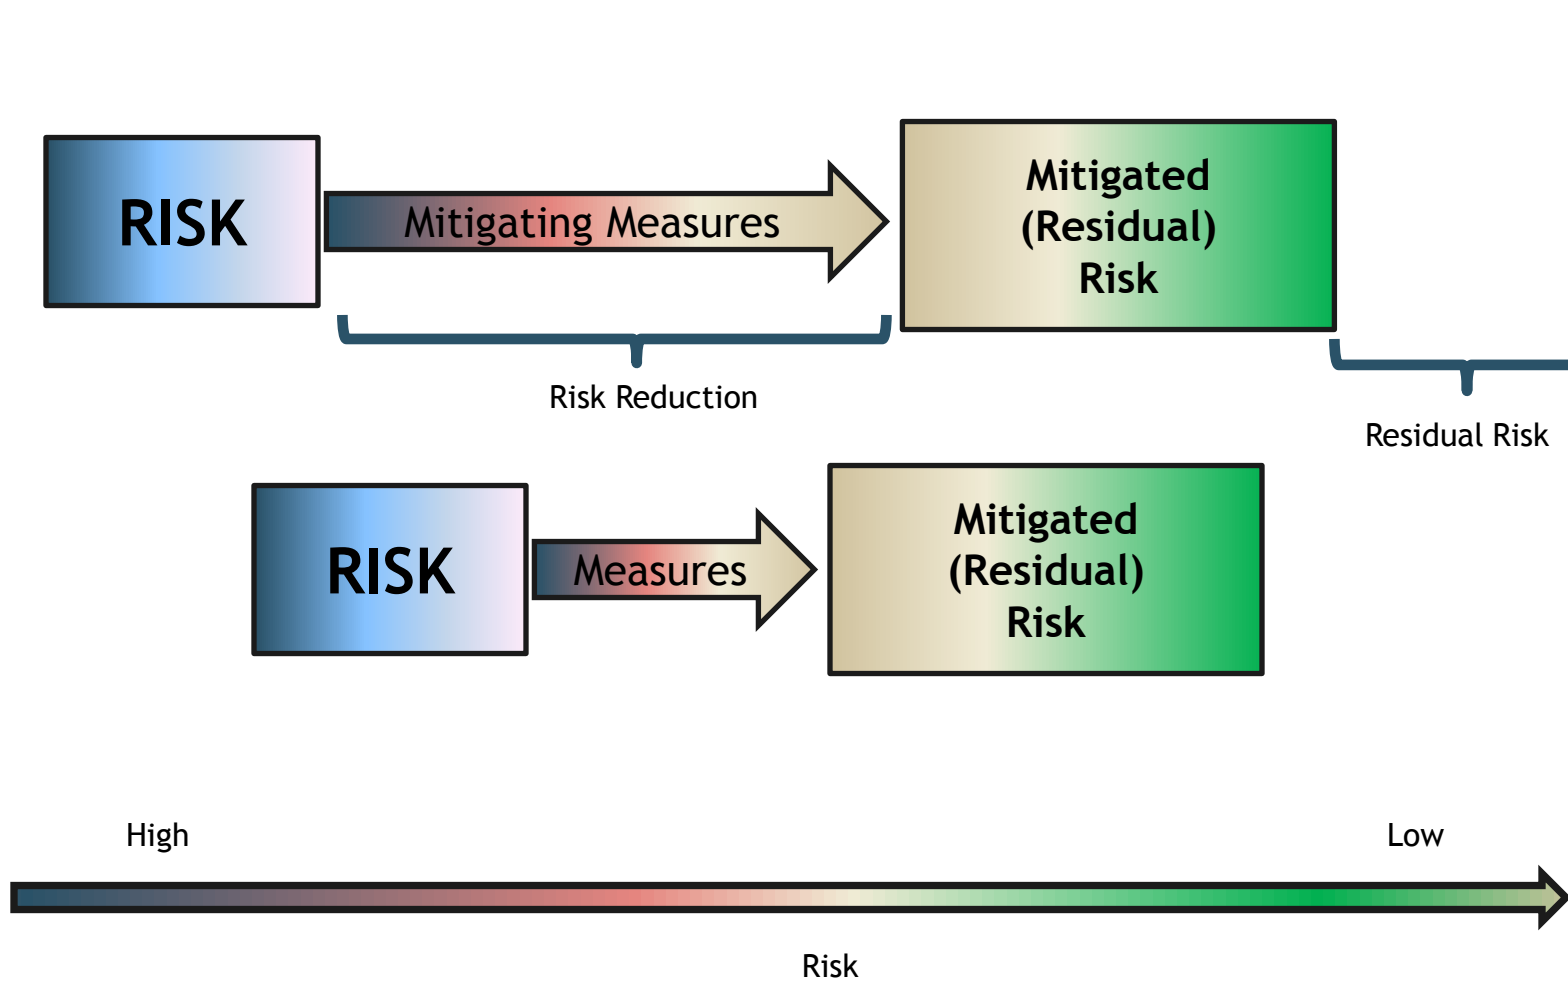 RISK
Mitigating Measures
Mitigated
(Residual)
Risk
Risk Reduction
Residual Risk
RISK
Measures
Mitigated
(Residual)
Risk
High
Low
Risk